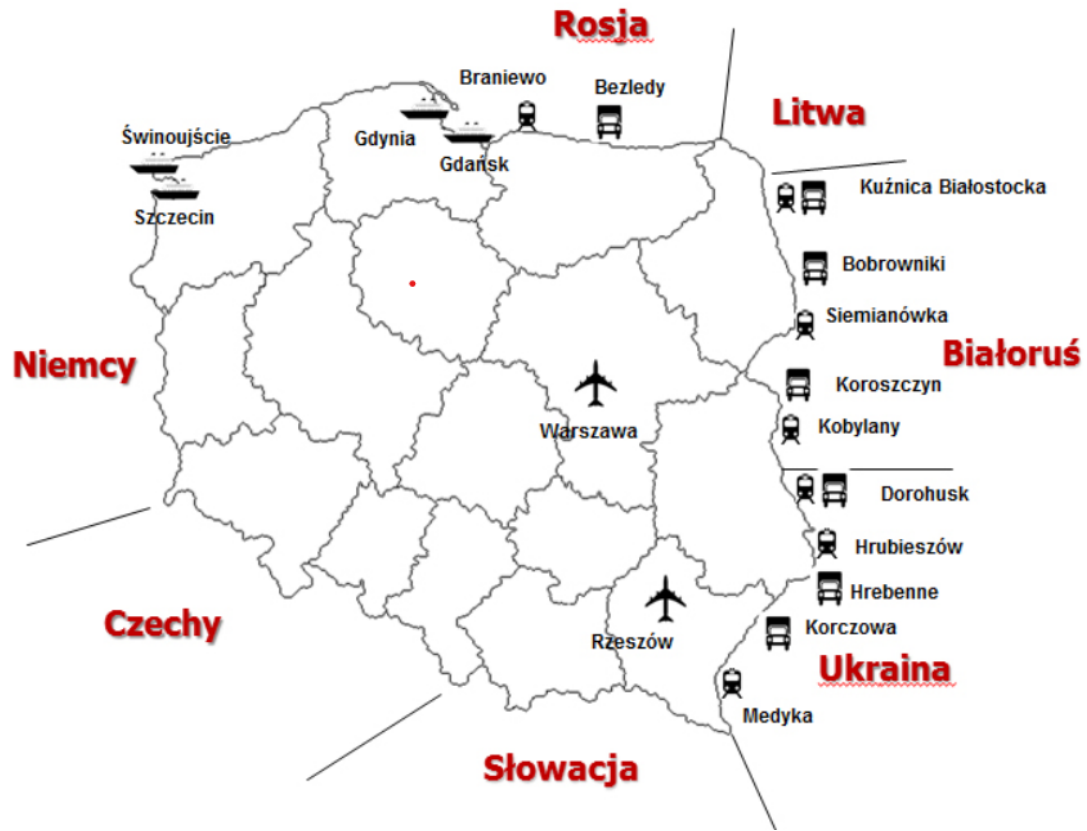 Rosja
Braniewo
Bezledy
Litwa
Świnoujście
Gdynia
Gdańsk
Kuźnica Białostocka
Szczecin
Bobrowniki
Siemianówka
Niemcy
Białoruś
Koroszczyn
Warszawa
Kobylany
Dorohusk
Hrubieszów
Hrebenne
Czechy
Korczowa
Rzeszów
Ukraina
Medyka
Słowacja